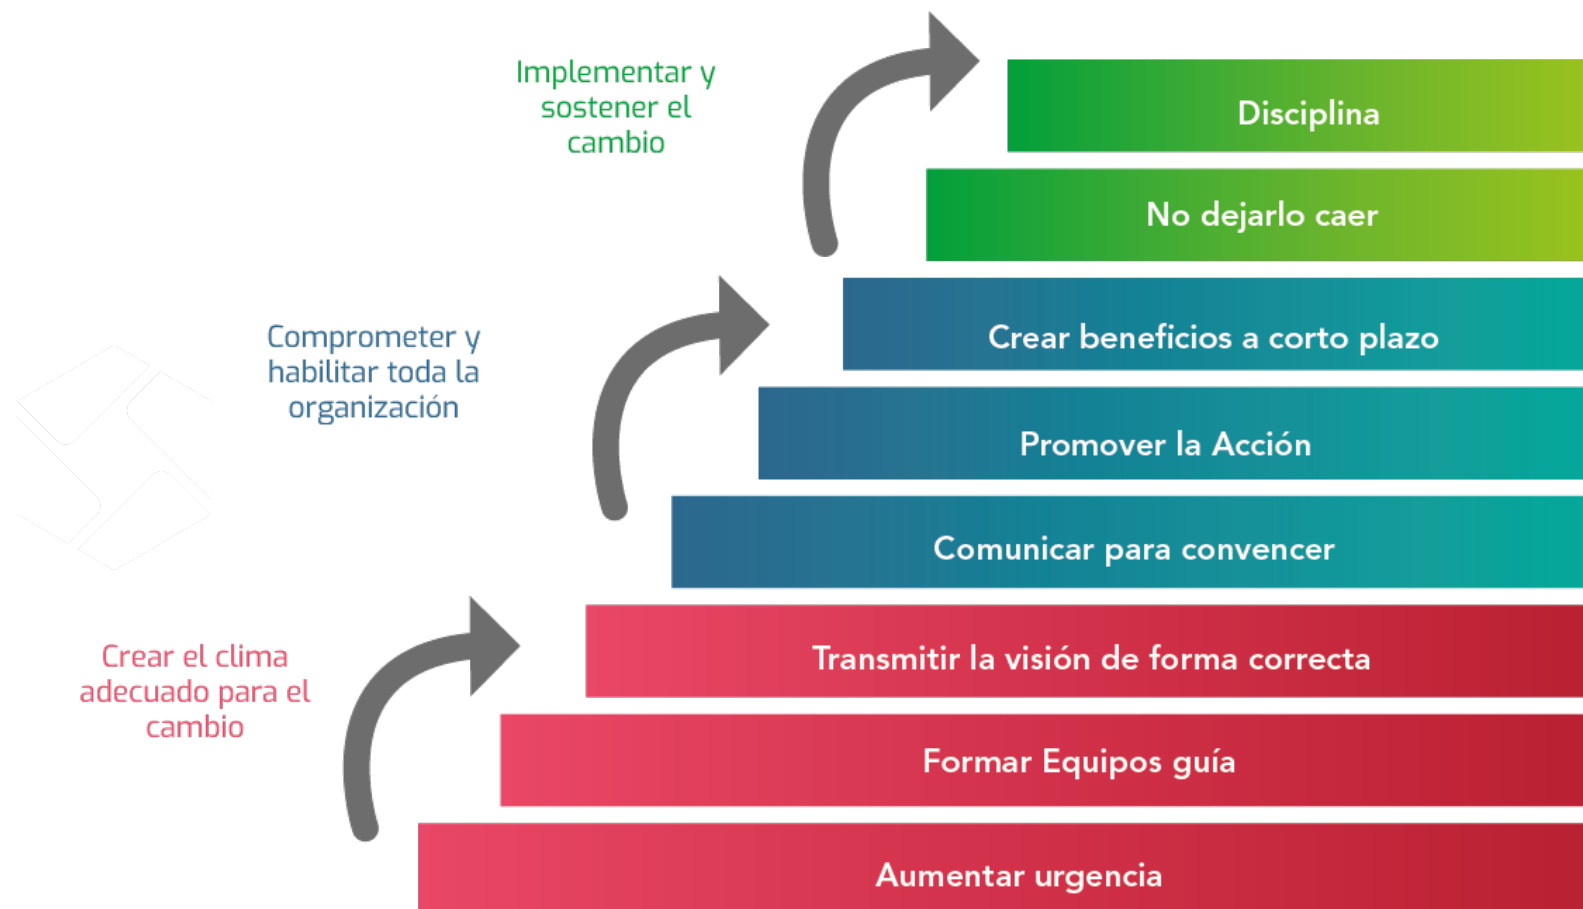 Implementar y
sostener el
cambio
Disciplina
No dejarlo caer
Comprometer y
habilitar toda la
organización
Crear beneficios a corto plazo
Promover la Acción
Comunicar para convencer
Crear el clima
adecuado para el
cambio
Transmitir la visión de forma correcta
Formar Equipos guía
Aumentar urgencia